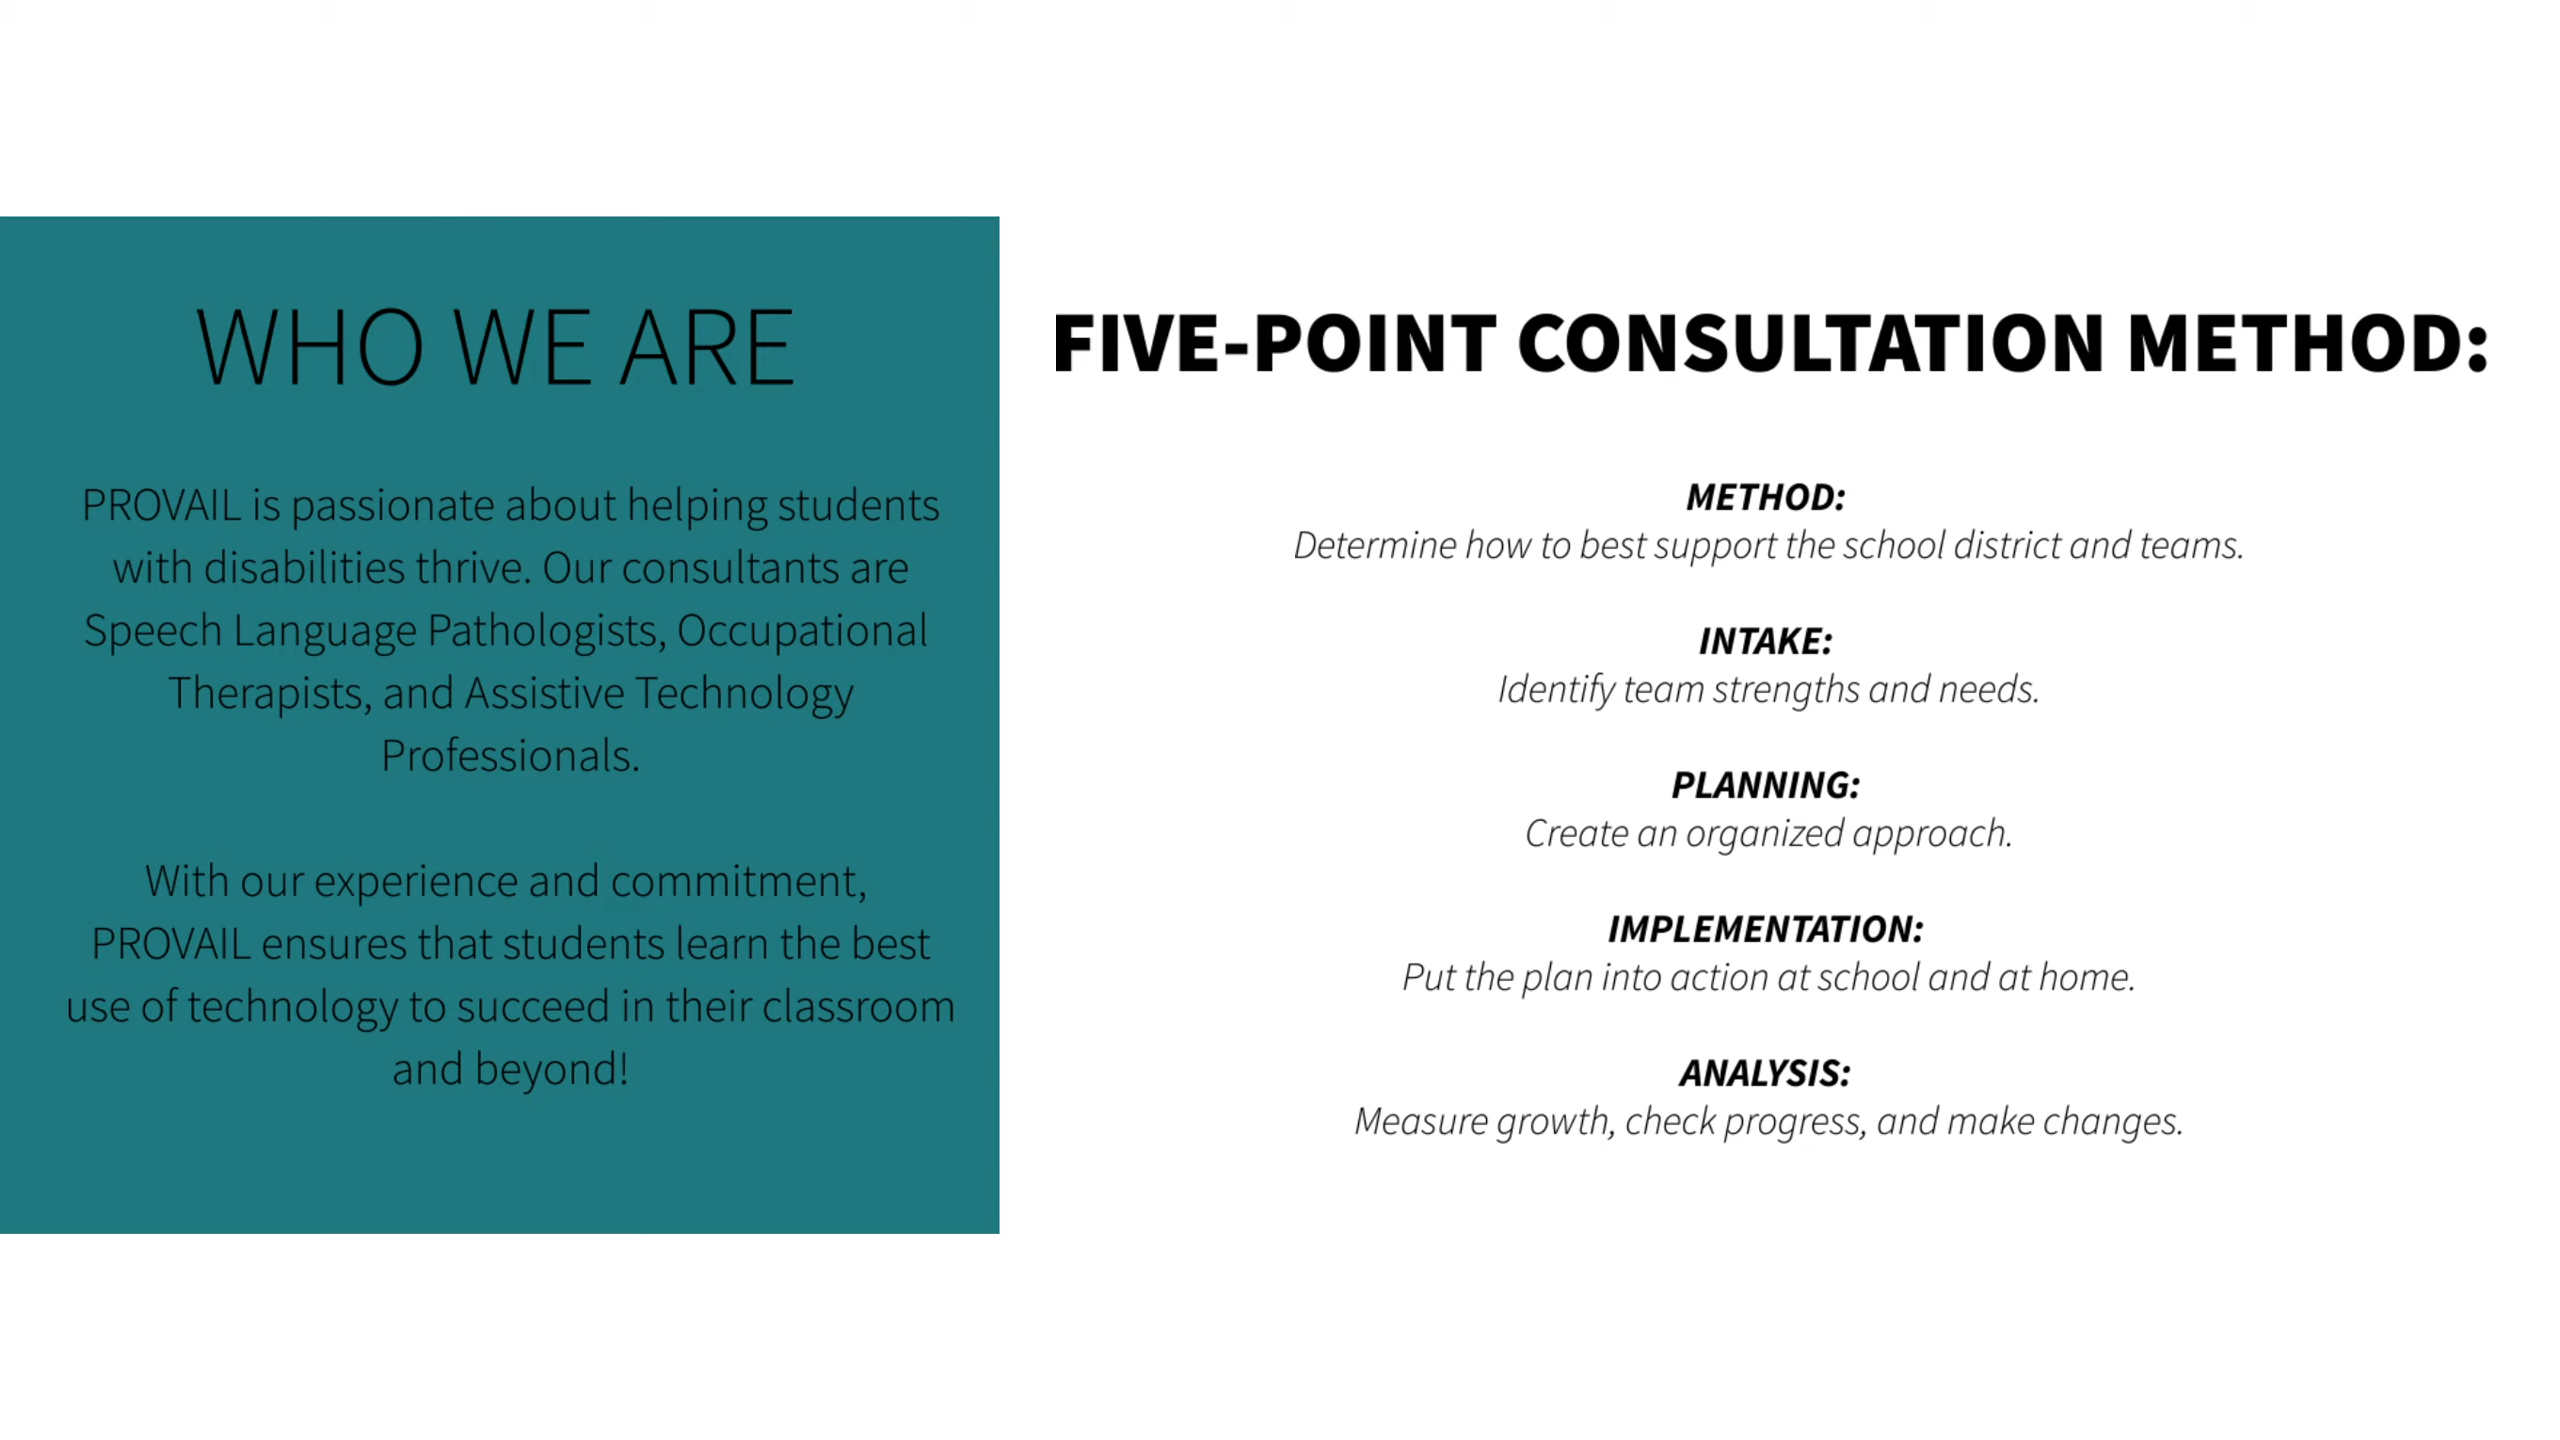 WHO WE ARE
PROVAIL is passionate about helping students
with disabilities thrive. Our consultants are
Speech Language Pathologists, Occupational
Therapists, and Assistive Technology
Professionals.
With our experience and commitment,
PROVAIL ensures that students learn the best
use of technology to succeed in their classroom
and beyond!
FIVE-POINT CONSULTATION METHOD:
METHOD:
Determine how to best support the school district and teams.
INTAKE:
Identify team strengths and needs.
PLANNING:
Create an organized approach.
IMPLEMENTATION:
Put the plan into action at school and at home.
ANALYSIS:
Measure growth, check progress, and make changes.